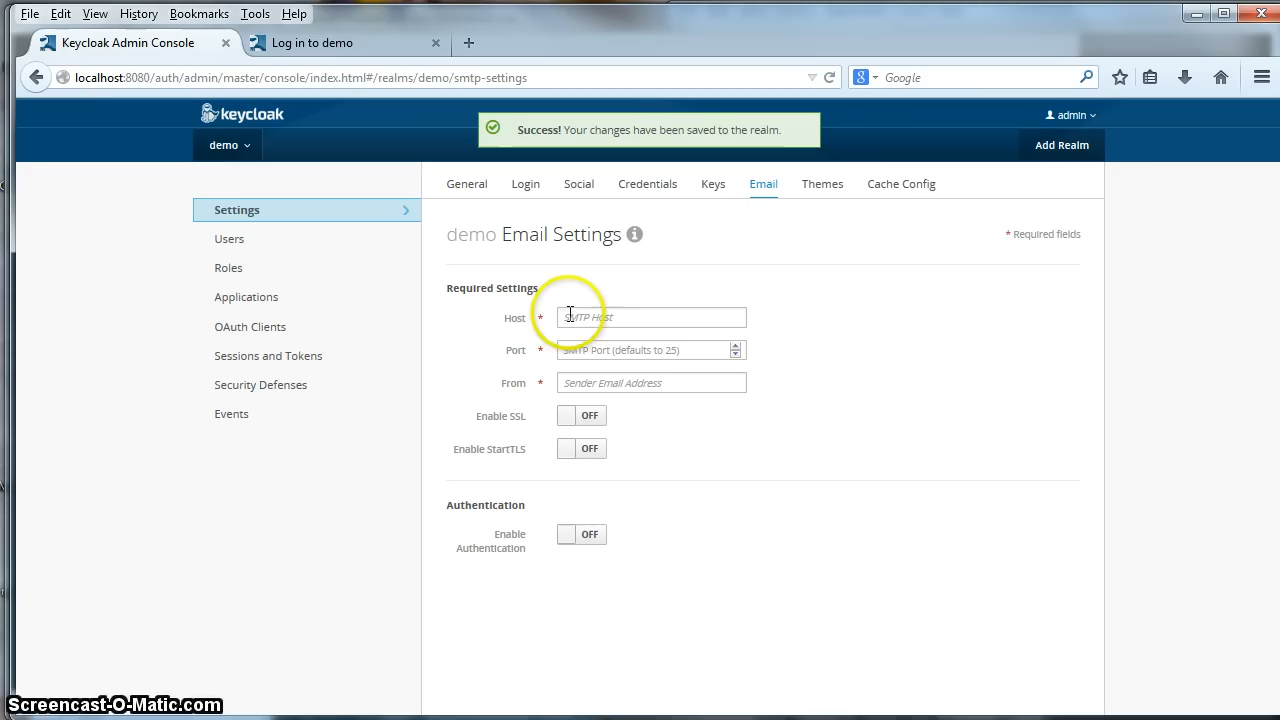 File Edit View History Bookmarks Tools Help
Keycloak Admin Console
Log in to demo
localhost:8080/auth/admin/master/console/index.html#/realms/demo/smtp-settings
Google
keycloak
admin
Success! Your changes have been saved to the realm.
demo
Add Realm
General Login Social Credentials Keys Email Themes Cache Config
Settings
Users
Roles
Applications
OAuth Clients
Sessions and Tokens
Security Defenses
Events
demo Email Settings
* Required fields
Required Settings
Host * SMTP Host
Port * SMTP Port (defaults to 25)
From * Sender Email Address
Enable SSL OFF
Enable StartTLS OFF
Authentication
Enable
Authentication
OFF
Screencast-O-Matic.com